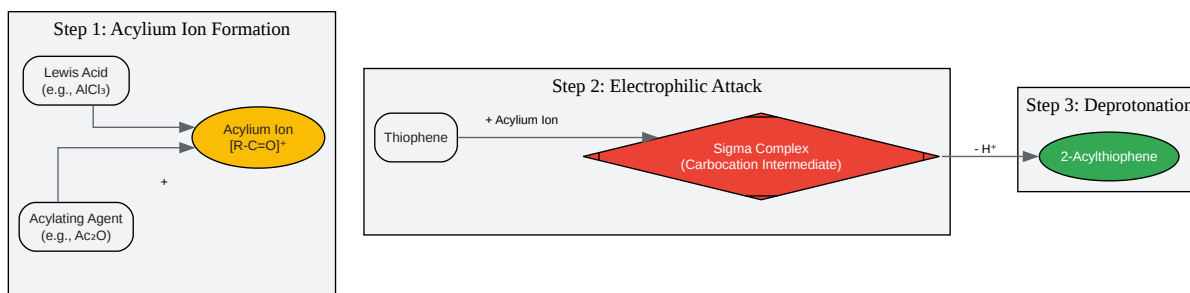 Step 1: Acylium Ion Formation
Lewis Acid
(e.g., AlCl₃)
Acylium Ion
[R-C=O]⁺
+
Acylating Agent
(e.g., Ac₂O)
Step 2: Electrophilic Attack
Thiophene
+ Acylium Ion
Sigma Complex
(Carbocation Intermediate)
- H⁺
Step 3: Deprotonation
2-Acylthiophene